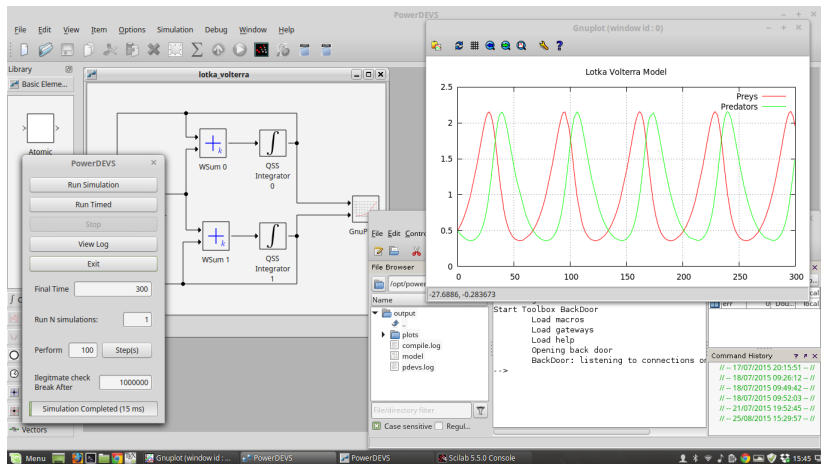 PowerDEVS
File Edit View Item Options Simulation Debug Window Help
Library
Basic Eleme...
Atomic
Vectors
lotka_volterra
WSum 0
QSS
Integrator
0
WSum 1
QSS
Integrator
1
GnuP
PowerDEVS
Run Simulation
Run Timed
Stop
View Log
Exit
Final Time 300
Run N simulations: 1
Perform 100 Step(s)
Ilegitmate check
Break After 1000000
Simulation Completed (15 ms)
Gnuplot (window id : 0)
Lotka Volterra Model
Preys
Predators
2.5
2
1.5
1
0.5
0
0 50 100 150 200 250 300
-27.6886, -0.283673
File Edit Contro
File Browser
/opt/power
Name
output
..
plots
compile.log
model
pdevs.log
File/directory filter
Case sensitive Regul...
Start Toolbox BackDoor
Load macros
Load gateways
Load help
Opening back door
BackDoor: listening to connections o
-->
err 0 Dou... local
Command History
// -- 17/07/2015 20:15:51 -- //
// -- 18/07/2015 09:26:12 -- //
// -- 18/07/2015 09:49:42 -- //
// -- 18/07/2015 09:52:03 -- //
// -- 21/07/2015 19:52:45 -- //
// -- 25/08/2015 15:29:57 -- //
Menu
Gnuplot (window id : ...
PowerDEVS
PowerDEVS
Scilab 5.5.0 Console
15:45